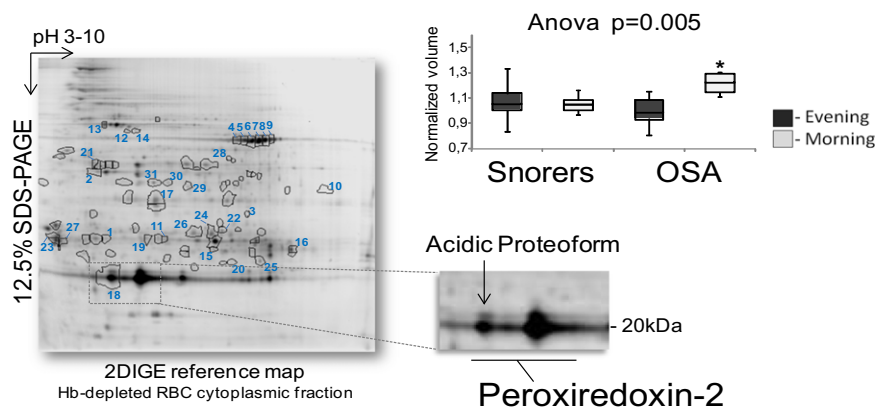 pH 3-10
12.5% SDS-PAGE
13
12
14
4 5 6 7 8 9
21
28
2
31
30
29
10
17
3
24
22
27
1
11
26
23
19
15
16
20
25
18
2DIGE reference map
Hb-depleted RBC cytoplasmic fraction
Anova p=0.005
Normalized volume
1,5
1,3
1,1
0,9
0,7
*
Snorers
OSA
- Evening
- Morning
Acidic Proteoform
- 20kDa
Peroxiredoxin-2